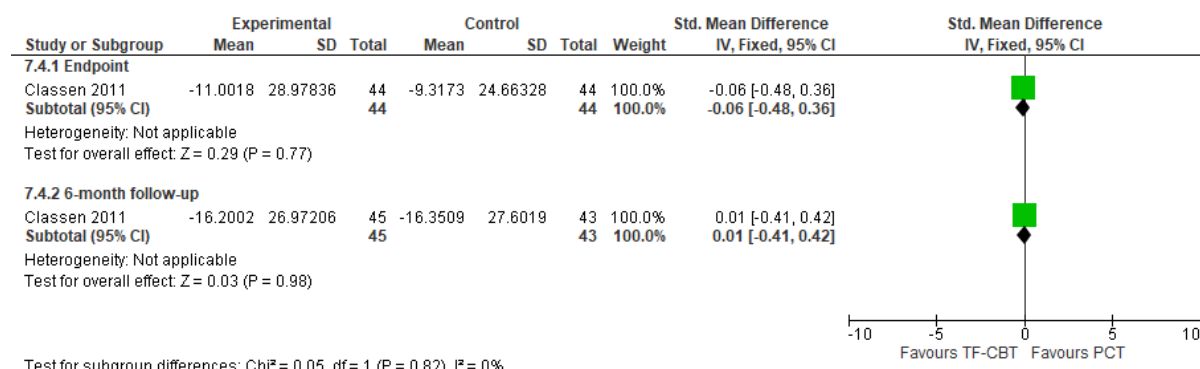 Experimental Control Std. Mean Difference Std. Mean Difference
Study or Subgroup Mean SD Total Mean SD Total Weight IV, Fixed, 95% CI IV, Fixed, 95% CI
7.4.1 Endpoint
Classen 2011 -11.0018 28.97836 44 -9.3173 24.66328 44 100.0% -0.06 [-0.48, 0.36]
Subtotal (95% CI) 44 44 100.0% -0.06 [-0.48, 0.36]
Heterogeneity: Not applicable
Test for overall effect: Z = 0.29 (P = 0.77)
7.4.2 6-month follow-up
Classen 2011 -16.2002 26.97206 45 -16.3509 27.6019 43 100.0% 0.01 [-0.41, 0.42]
Subtotal (95% CI) 45 43 100.0% 0.01 [-0.41, 0.42]
Heterogeneity: Not applicable
Test for overall effect: Z = 0.03 (P = 0.98)
-10 -5 0 5 10
Favours TF-CBT Favours PCT
Test for subgroup differences: Chi² = 0.05, df = 1 (P = 0.82), I² = 0%